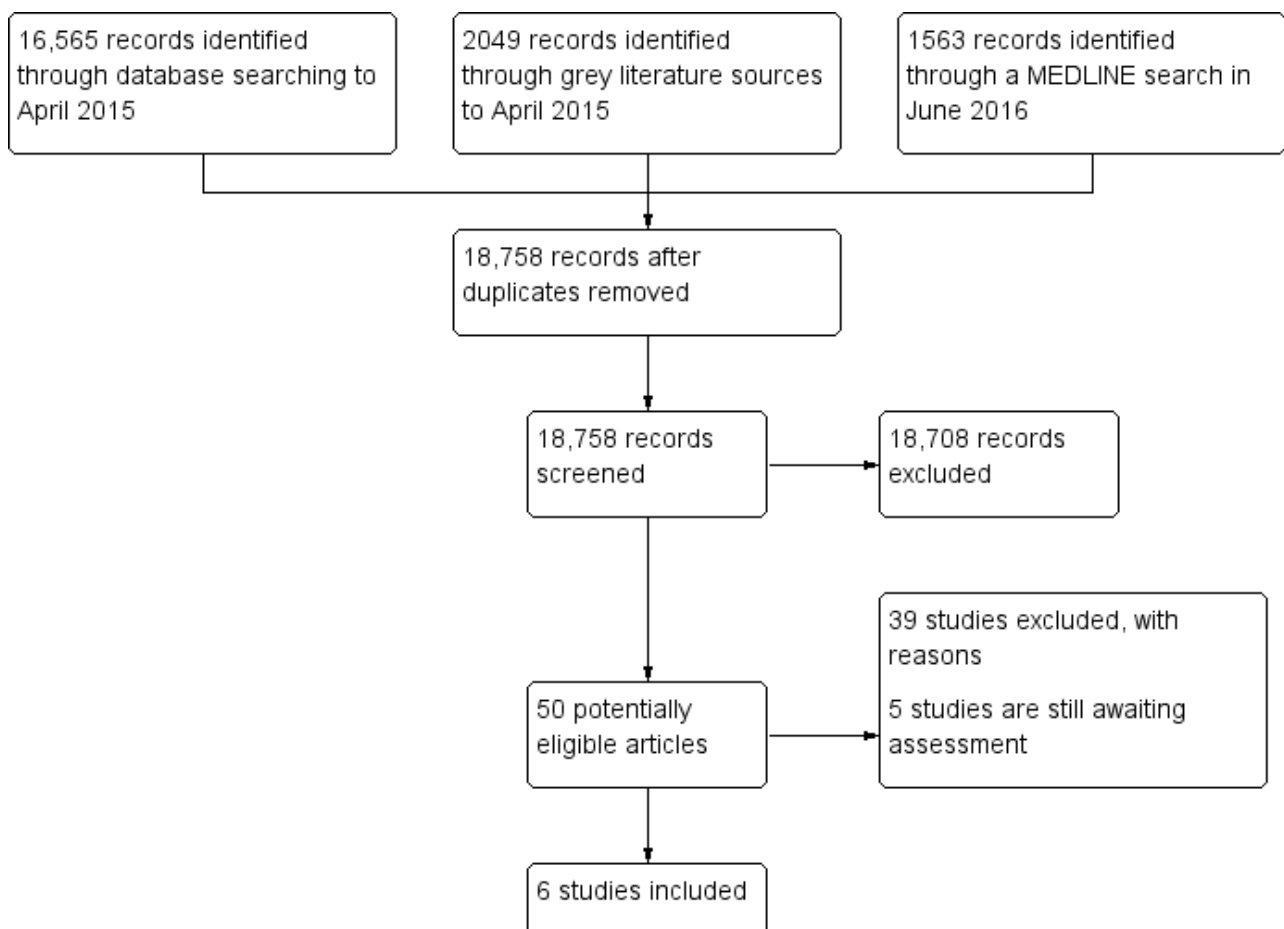 16,565 records identified
through database searching to
April 2015
2049 records identified
through grey literature sources
to April 2015
1563 records identified
through a MEDLINE search in
June 2016
18,758 records after
duplicates removed
18,758 records
screened
18,708 records
excluded
39 studies excluded, with
reasons
5 studies are still awaiting
assessment
50 potentially
eligible articles
6 studies included